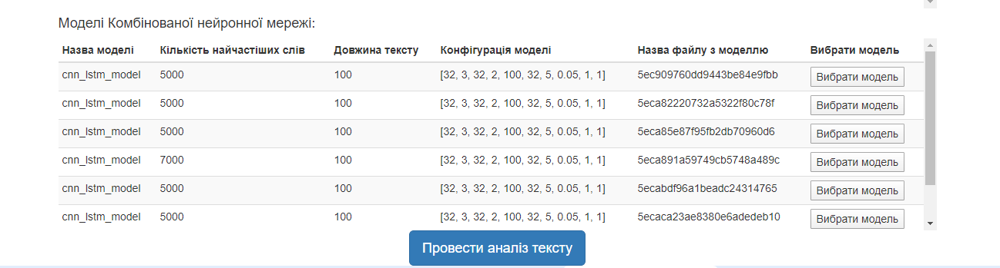 Моделі Комбінованої нейронної мережі:
Назва моделі Кількість найчастіших слів Довжина тексту Конфігурація моделі Назва файлу з моделлю Вибрати модель
cnn_lstm_model 5000 100 [32, 3, 32, 2, 100, 32, 5, 0.05, 1, 1] 5ec909760dd9443be84e9fbb Вибрати модель
cnn_lstm_model 5000 100 [32, 3, 32, 2, 100, 32, 5, 0.05, 1, 1] 5eca82220732a5322f80c78f Вибрати модель
cnn_lstm_model 5000 100 [32, 3, 32, 2, 100, 32, 5, 0.05, 1, 1] 5eca85e87f95fb2db70960d6 Вибрати модель
cnn_lstm_model 7000 100 [32, 3, 32, 2, 100, 32, 5, 0.05, 1, 1] 5eca891a59749cb5748a489c Вибрати модель
cnn_lstm_model 5000 100 [32, 3, 32, 2, 100, 32, 5, 0.05, 1, 1] 5ecabdf96a1beadc24314765 Вибрати модель
cnn_lstm_model 5000 100 [32, 3, 32, 2, 100, 32, 5, 0.05, 1, 1] 5ecaca23ae8380e6adedeb10 Вибрати модель
Провести аналіз тексту